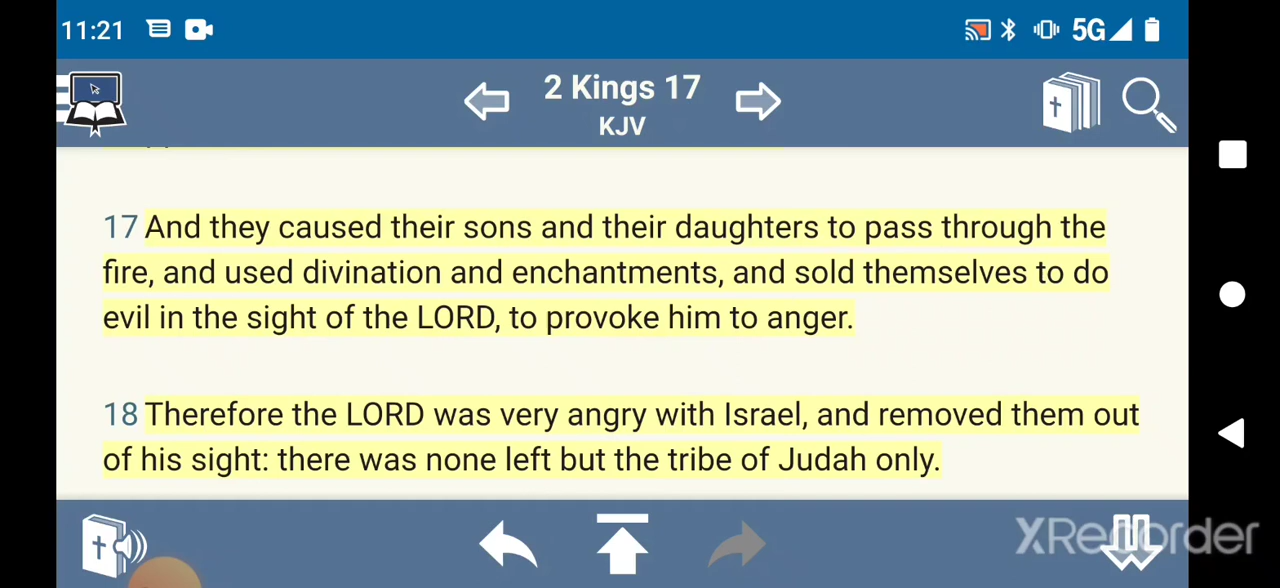 11:21 5G
2 Kings 17
KJV
17 And they caused their sons and their daughters to pass through the
fire, and used divination and enchantments, and sold themselves to do
evil in the sight of the LORD, to provoke him to anger.
18 Therefore the LORD was very angry with Israel, and removed them out
of his sight: there was none left but the tribe of Judah only.
XRecorder